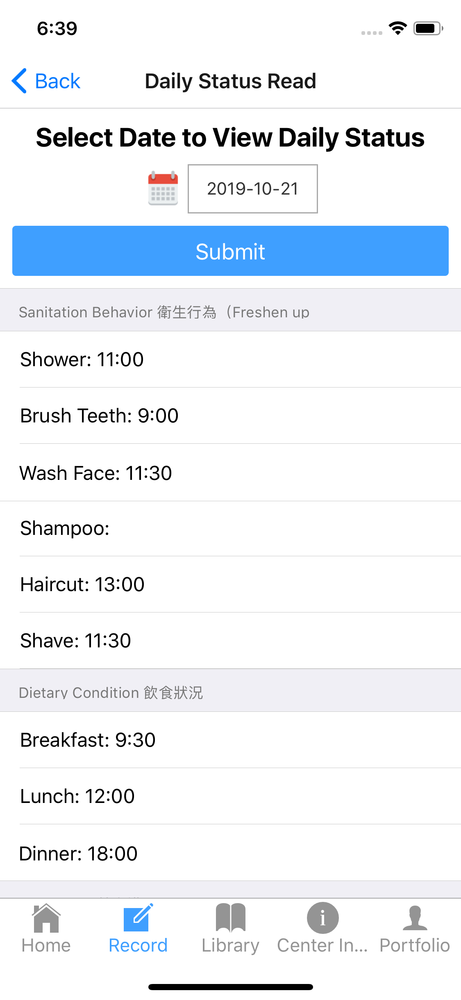 6:39
Back
Daily Status Read
Select Date to View Daily Status
2019-10-21
Submit
Sanitation Behavior 衛生行為（Freshen up
Shower: 11:00
Brush Teeth: 9:00
Wash Face: 11:30
Shampoo:
Haircut: 13:00
Shave: 11:30
Dietary Condition 飲食狀況
Breakfast: 9:30
Lunch: 12:00
Dinner: 18:00
Home
Record
Library
Center In...
Portfolio